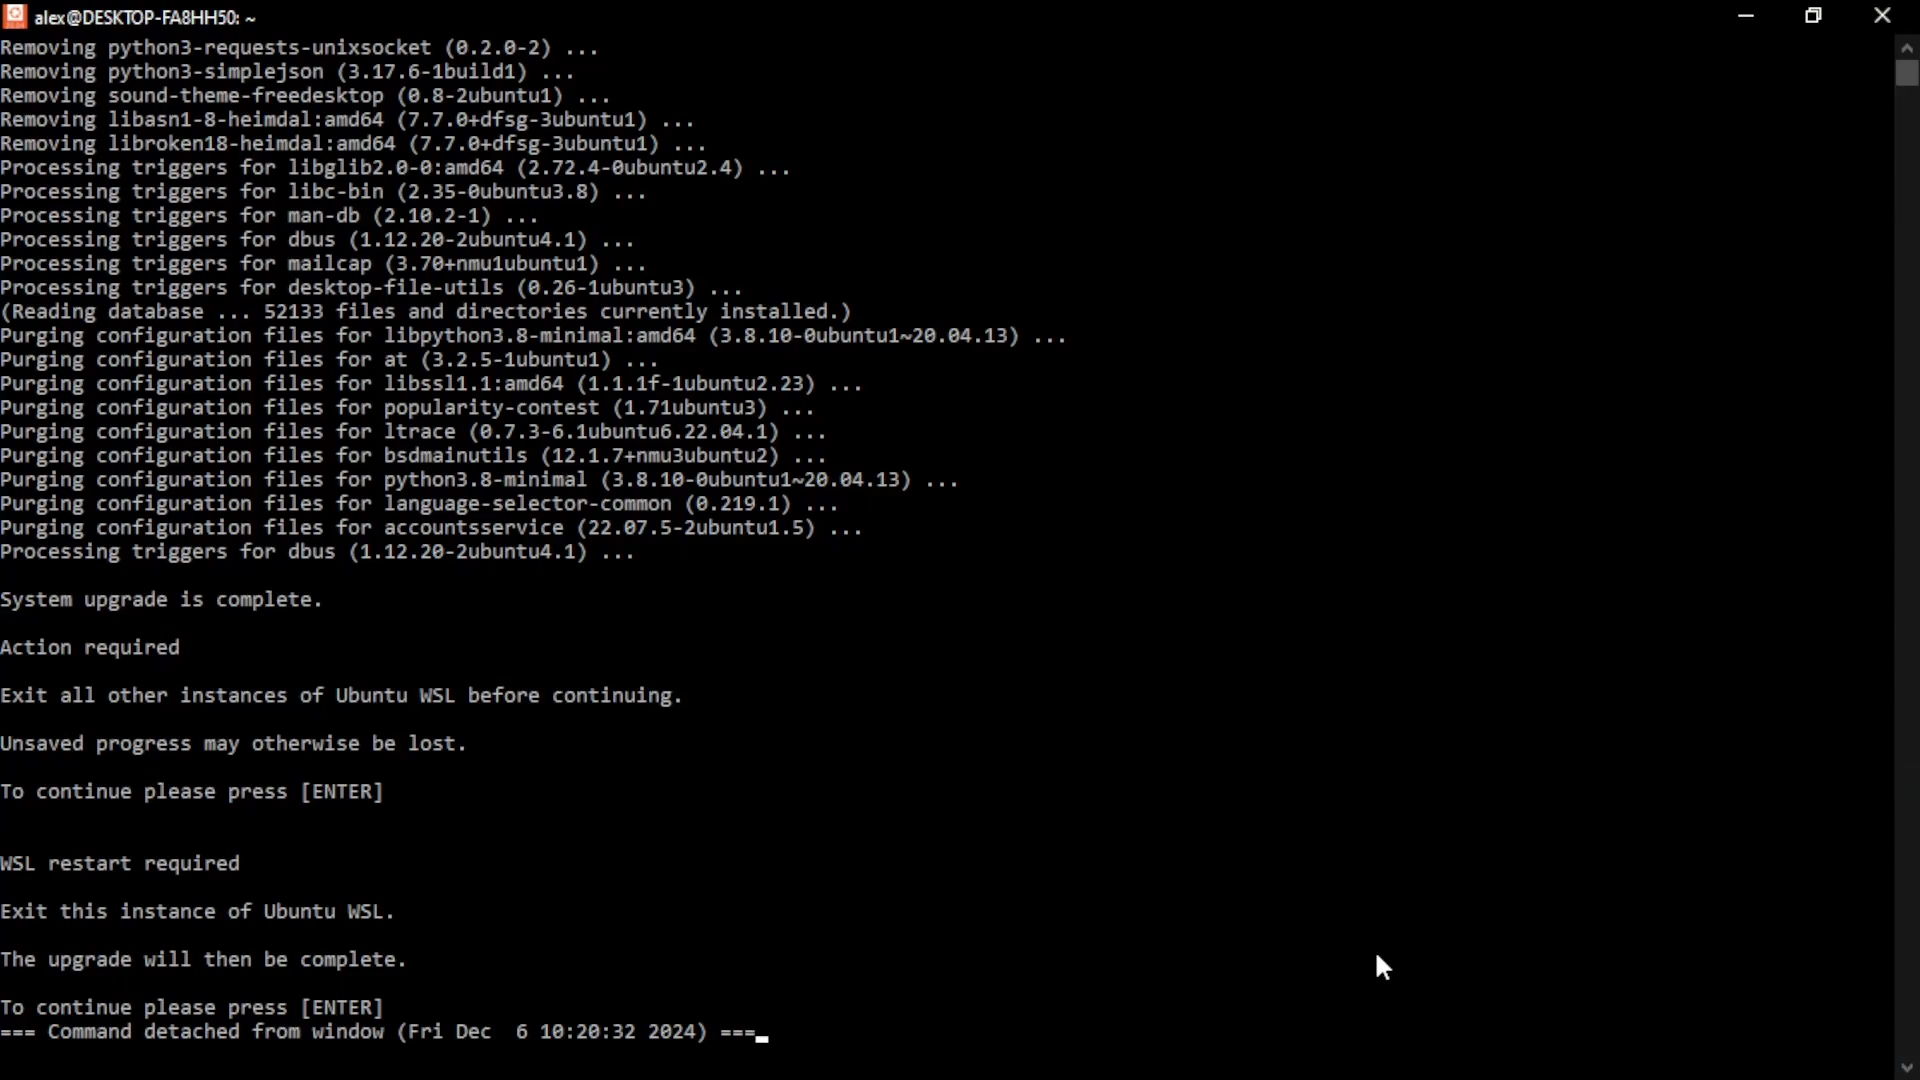 alex@DESKTOP-FA8HH50: ~
Removing python3-requests-unixsocket (0.2.0-2) ...
Removing python3-simplejson (3.17.6-1build1) ...
Removing sound-theme-freedesktop (0.8-2ubuntu1) ...
Removing libasn1-8-heimdal:amd64 (7.7.0+dfsg-3ubuntu1) ...
Removing libroken18-heimdal:amd64 (7.7.0+dfsg-3ubuntu1) ...
Processing triggers for libglib2.0-0:amd64 (2.72.4-0ubuntu2.4) ...
Processing triggers for libc-bin (2.35-0ubuntu3.8) ...
Processing triggers for man-db (2.10.2-1) ...
Processing triggers for dbus (1.12.20-2ubuntu4.1) ...
Processing triggers for mailcap (3.70+nmu1ubuntu1) ...
Processing triggers for desktop-file-utils (0.26-1ubuntu3) ...
(Reading database ... 52133 files and directories currently installed.)
Purging configuration files for libpython3.8-minimal:amd64 (3.8.10-0ubuntu1~20.04.13) ...
Purging configuration files for at (3.2.5-1ubuntu1) ...
Purging configuration files for libssl1.1:amd64 (1.1.1f-1ubuntu2.23) ...
Purging configuration files for popularity-contest (1.71ubuntu3) ...
Purging configuration files for ltrace (0.7.3-6.1ubuntu6.22.04.1) ...
Purging configuration files for bsdmainutils (12.1.7+nmu3ubuntu2) ...
Purging configuration files for python3.8-minimal (3.8.10-0ubuntu1~20.04.13) ...
Purging configuration files for language-selector-common (0.219.1) ...
Purging configuration files for accountsservice (22.07.5-2ubuntu1.5) ...
Processing triggers for dbus (1.12.20-2ubuntu4.1) ...
System upgrade is complete.
Action required
Exit all other instances of Ubuntu WSL before continuing.
Unsaved progress may otherwise be lost.
To continue please press [ENTER]
WSL restart required
Exit this instance of Ubuntu WSL.
The upgrade will then be complete.
To continue please press [ENTER]
=== Command detached from window (Fri Dec  6 10:20:32 2024) ===